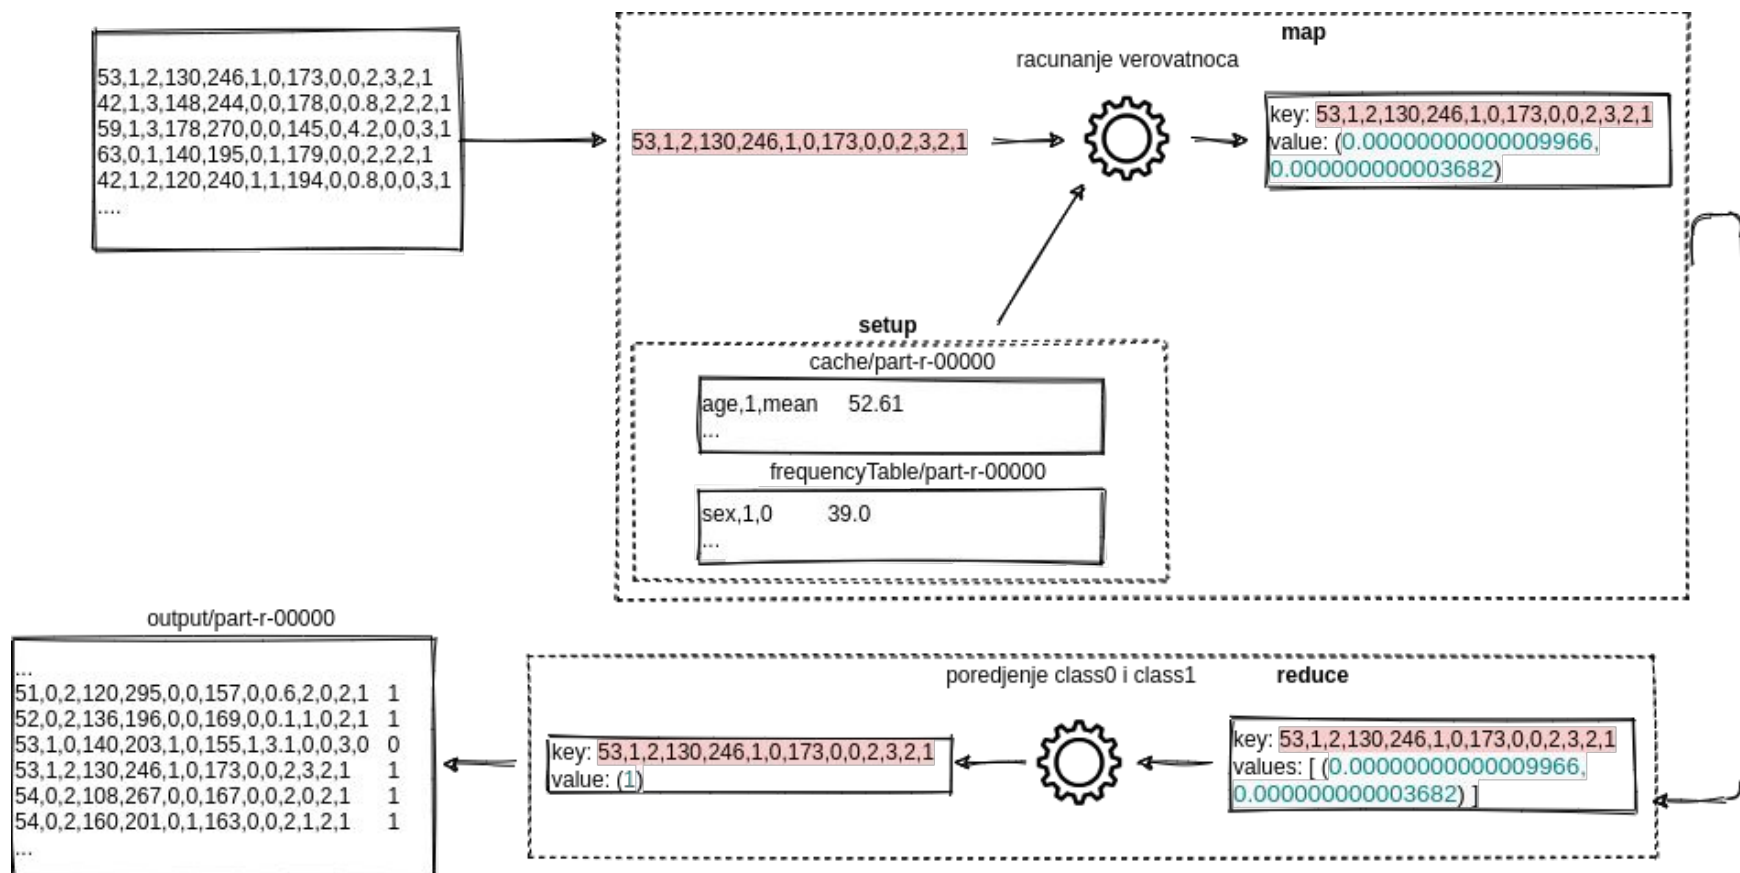 53,1,2,130,246,1,0,173,0,0,2,3,2,1
42,1,3,148,244,0,0,178,0,0.8,2,2,2,1
59,1,3,178,270,0,0,145,0,4.2,0,0,3,1
63,0,1,140,195,0,1,179,0,0,2,2,2,1
42,1,2,120,240,1,1,194,0,0.8,0,0,3,1
....
map
racunanje verovatnoca
53,1,2,130,246,1,0,173,0,0,2,3,2,1
key: 53,1,2,130,246,1,0,173,0,0,2,3,2,1
value: (0.00000000000009966,
0.000000000003682)
setup
cache/part-r-00000
age,1,mean 52.61
...
frequencyTable/part-r-00000
sex,1,0 39.0
...
reduce
poredjenje class0 i class1
key: 53,1,2,130,246,1,0,173,0,0,2,3,2,1
values: [ (0.00000000000009966,
0.000000000003682) ]
key: 53,1,2,130,246,1,0,173,0,0,2,3,2,1
value: (1)
output/part-r-00000
...
51,0,2,120,295,0,0,157,0,0.6,2,0,2,1 1
52,0,2,136,196,0,0,169,0,0.1,1,0,2,1 1
53,1,0,140,203,1,0,155,1,3.1,0,0,3,0 0
53,1,2,130,246,1,0,173,0,0,2,3,2,1 1
54,0,2,108,267,0,0,167,0,0,2,0,2,1 1
54,0,2,160,201,0,1,163,0,0,2,1,2,1 1
...